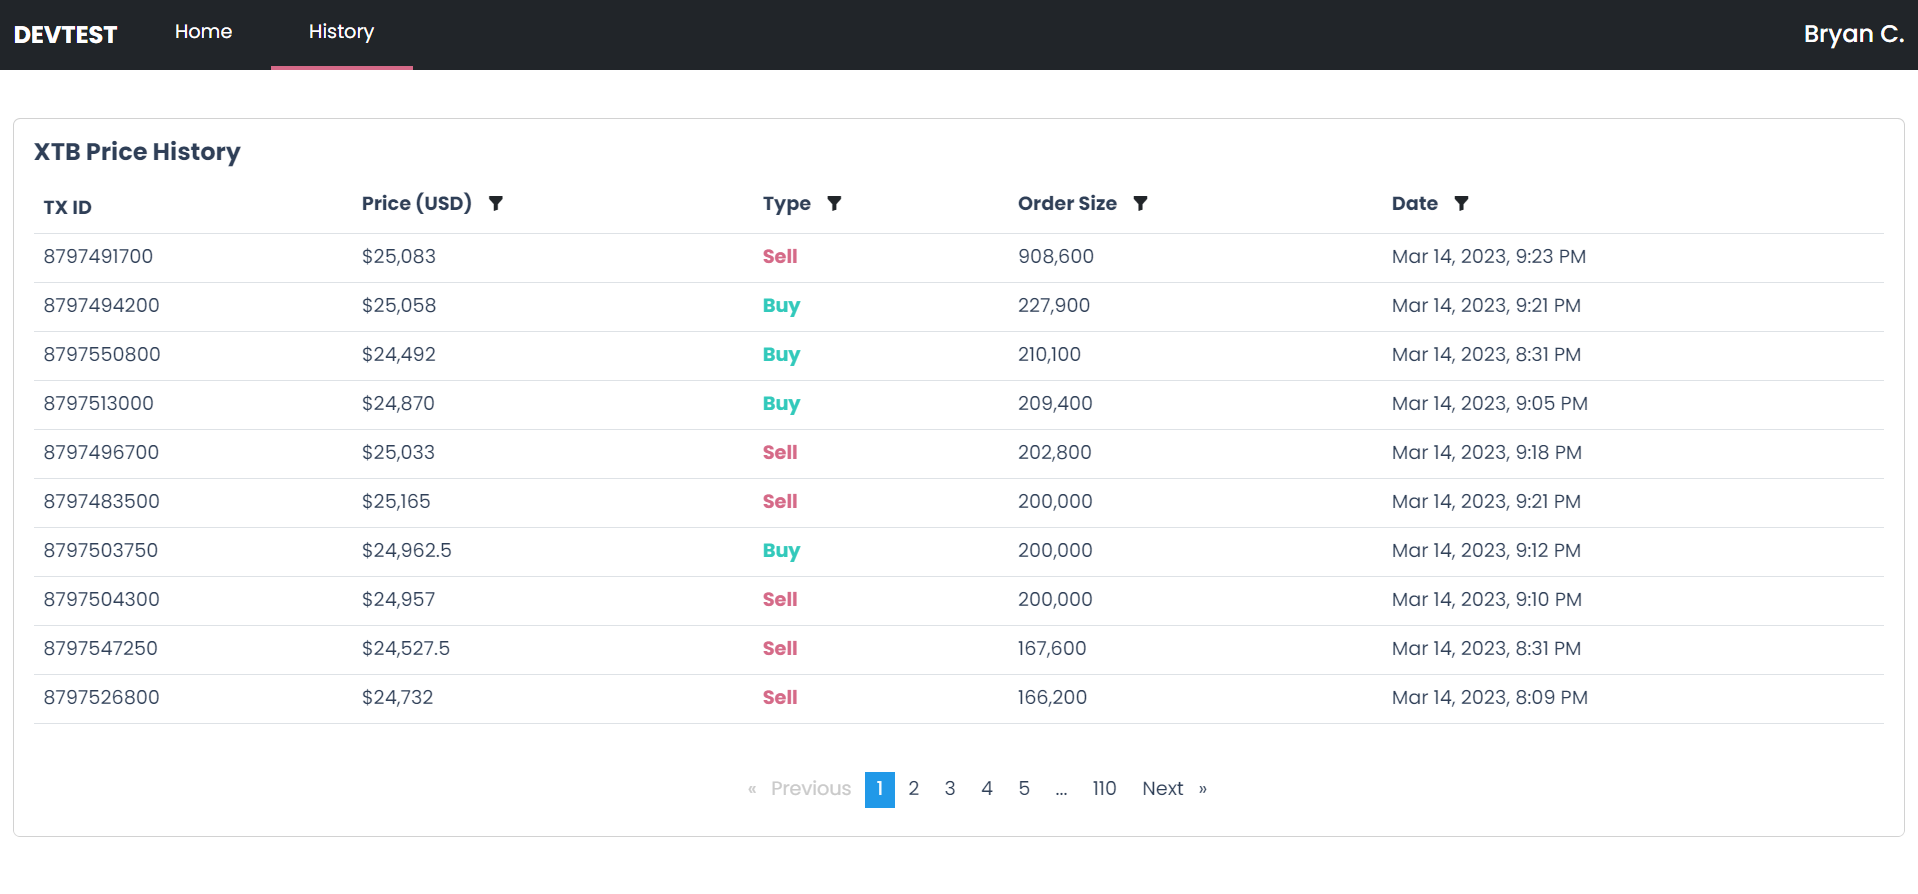 DEVTEST Home History Bryan C.
XTB Price History
TX ID Price (USD) Type Order Size Date
8797491700 $25,083 Sell 908,600 Mar 14, 2023, 9:23 PM
8797494200 $25,058 Buy 227,900 Mar 14, 2023, 9:21 PM
8797550800 $24,492 Buy 210,100 Mar 14, 2023, 8:31 PM
8797513000 $24,870 Buy 209,400 Mar 14, 2023, 9:05 PM
8797496700 $25,033 Sell 202,800 Mar 14, 2023, 9:18 PM
8797483500 $25,165 Sell 200,000 Mar 14, 2023, 9:21 PM
8797503750 $24,962.5 Buy 200,000 Mar 14, 2023, 9:12 PM
8797504300 $24,957 Sell 200,000 Mar 14, 2023, 9:10 PM
8797547250 $24,527.5 Sell 167,600 Mar 14, 2023, 8:31 PM
8797526800 $24,732 Sell 166,200 Mar 14, 2023, 8:09 PM
« Previous 1 2 3 4 5 ... 110 Next »